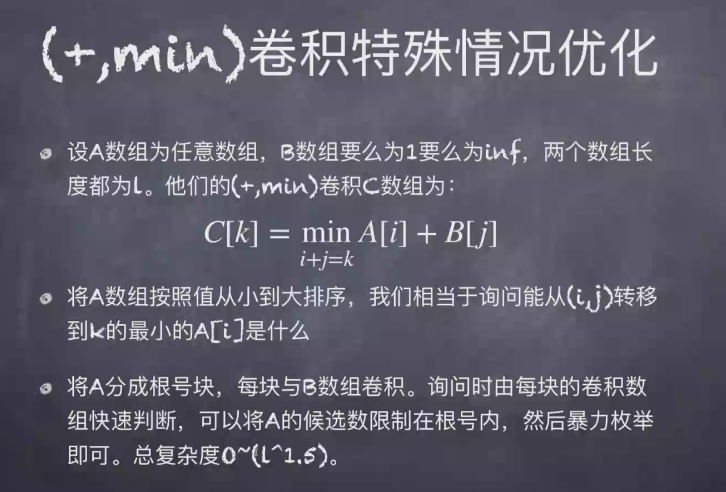 (+,min)卷积特殊情况优化
设A数组为任意数组，B数组要么为1要么为inf，两个数组长
度都为l。他们的(+,min)卷积C数组为：
C[k] = min A[i] + B[j]
i+j=k
将A数组按照值从小到大排序，我们相当于询问能从(i,j)转移
到k的最小的A[i]是什么
将A分成根号块，每块与B数组卷积。询问时由每块的卷积数
组快速判断，可以将A的候选数限制在根号内，然后暴力枚举
即可。总复杂度O~(l^1.5)。